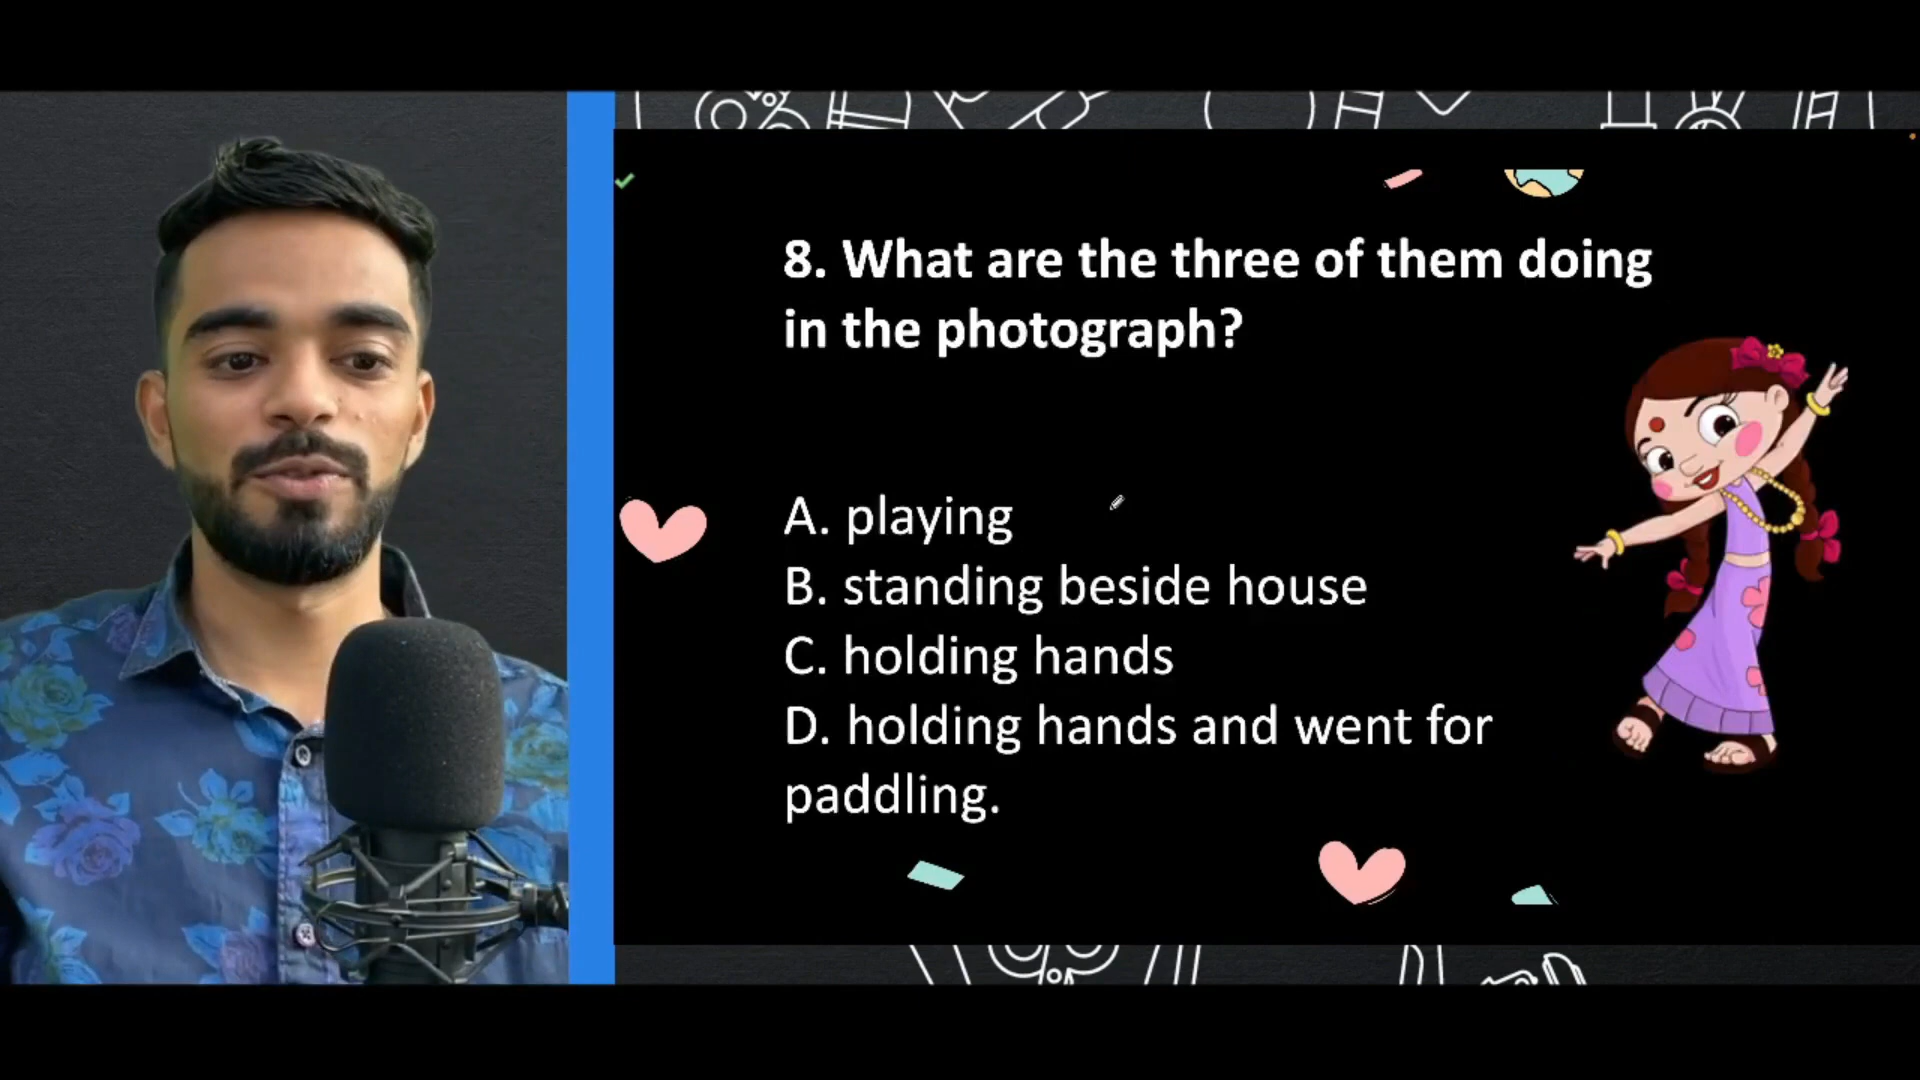 8. What are the three of them doing
in the photograph?
A. playing
B. standing beside house
C. holding hands
D. holding hands and went for
paddling.